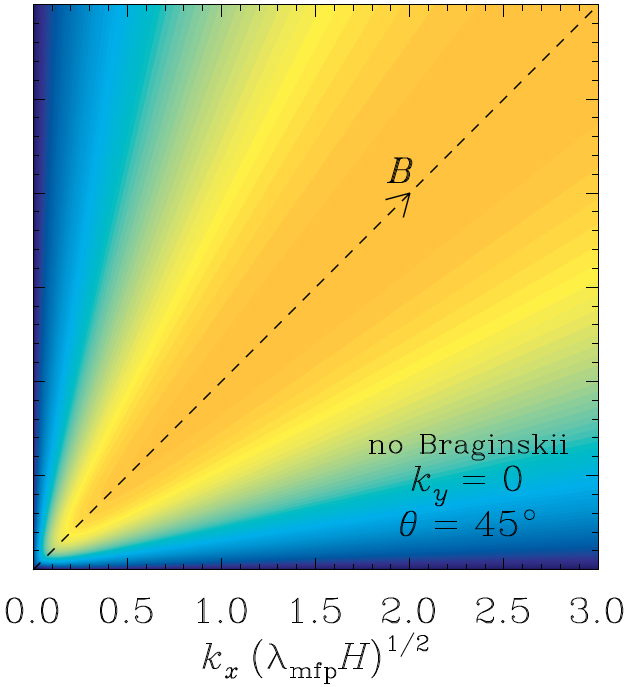 B
no Braginskii
k_y = 0
θ = 45°
0.0 0.5 1.0 1.5 2.0 2.5 3.0
k_x (λ_mfp H)^1/2